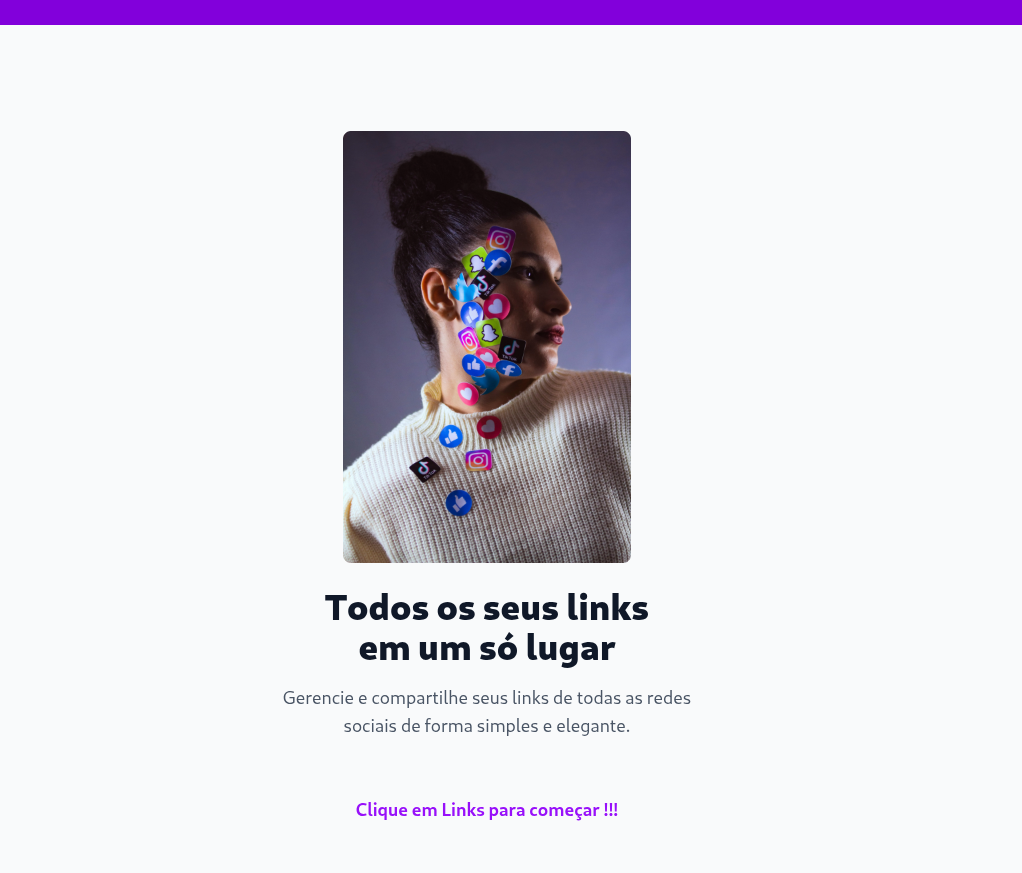 Todos os seus links
em um só lugar
Gerencie e compartilhe seus links de todas as redes
sociais de forma simples e elegante.
Clique em Links para começar !!!